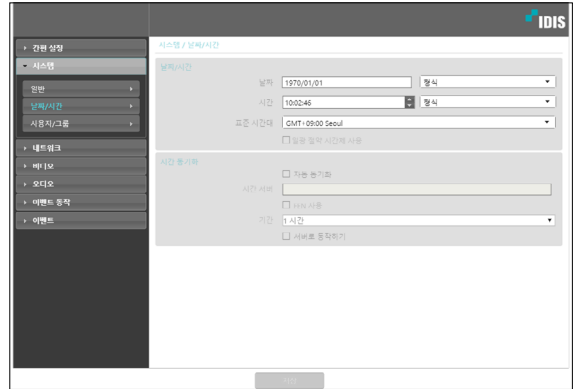 IDIS
간편 설정
시스템
일반
날짜/시간
사용자/그룹
네트워크
비디오
오디오
이벤트 동작
이벤트
시스템 / 날짜/시간
날짜/시간
날짜 1970/01/01 형식
시간 10:02:46 형식
표준 시간대 GMT+09:00 Seoul
일광 절약 시간제 사용
시간 동기화
자동 동기화
시간 서버
FEN 사용
기간 1 시간
서버로 동작하기